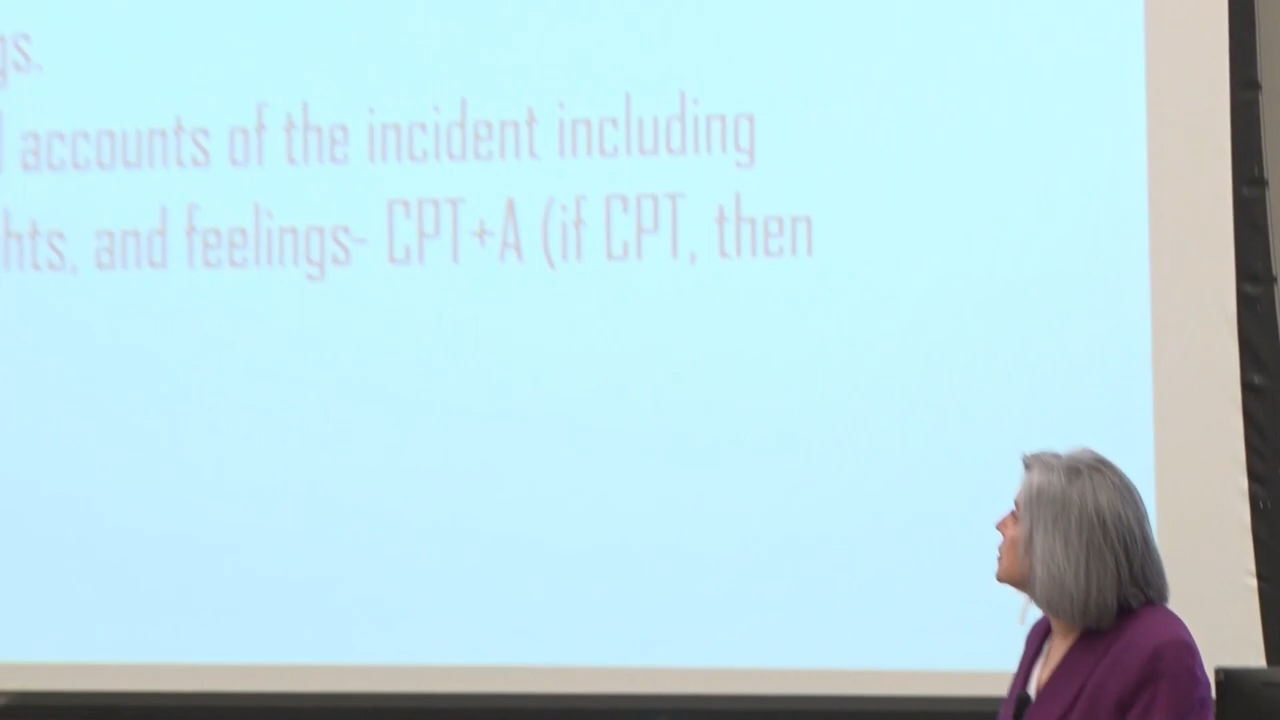 gs.
accounts of the incident including
hts, and feelings- CPT+A (if CPT, then